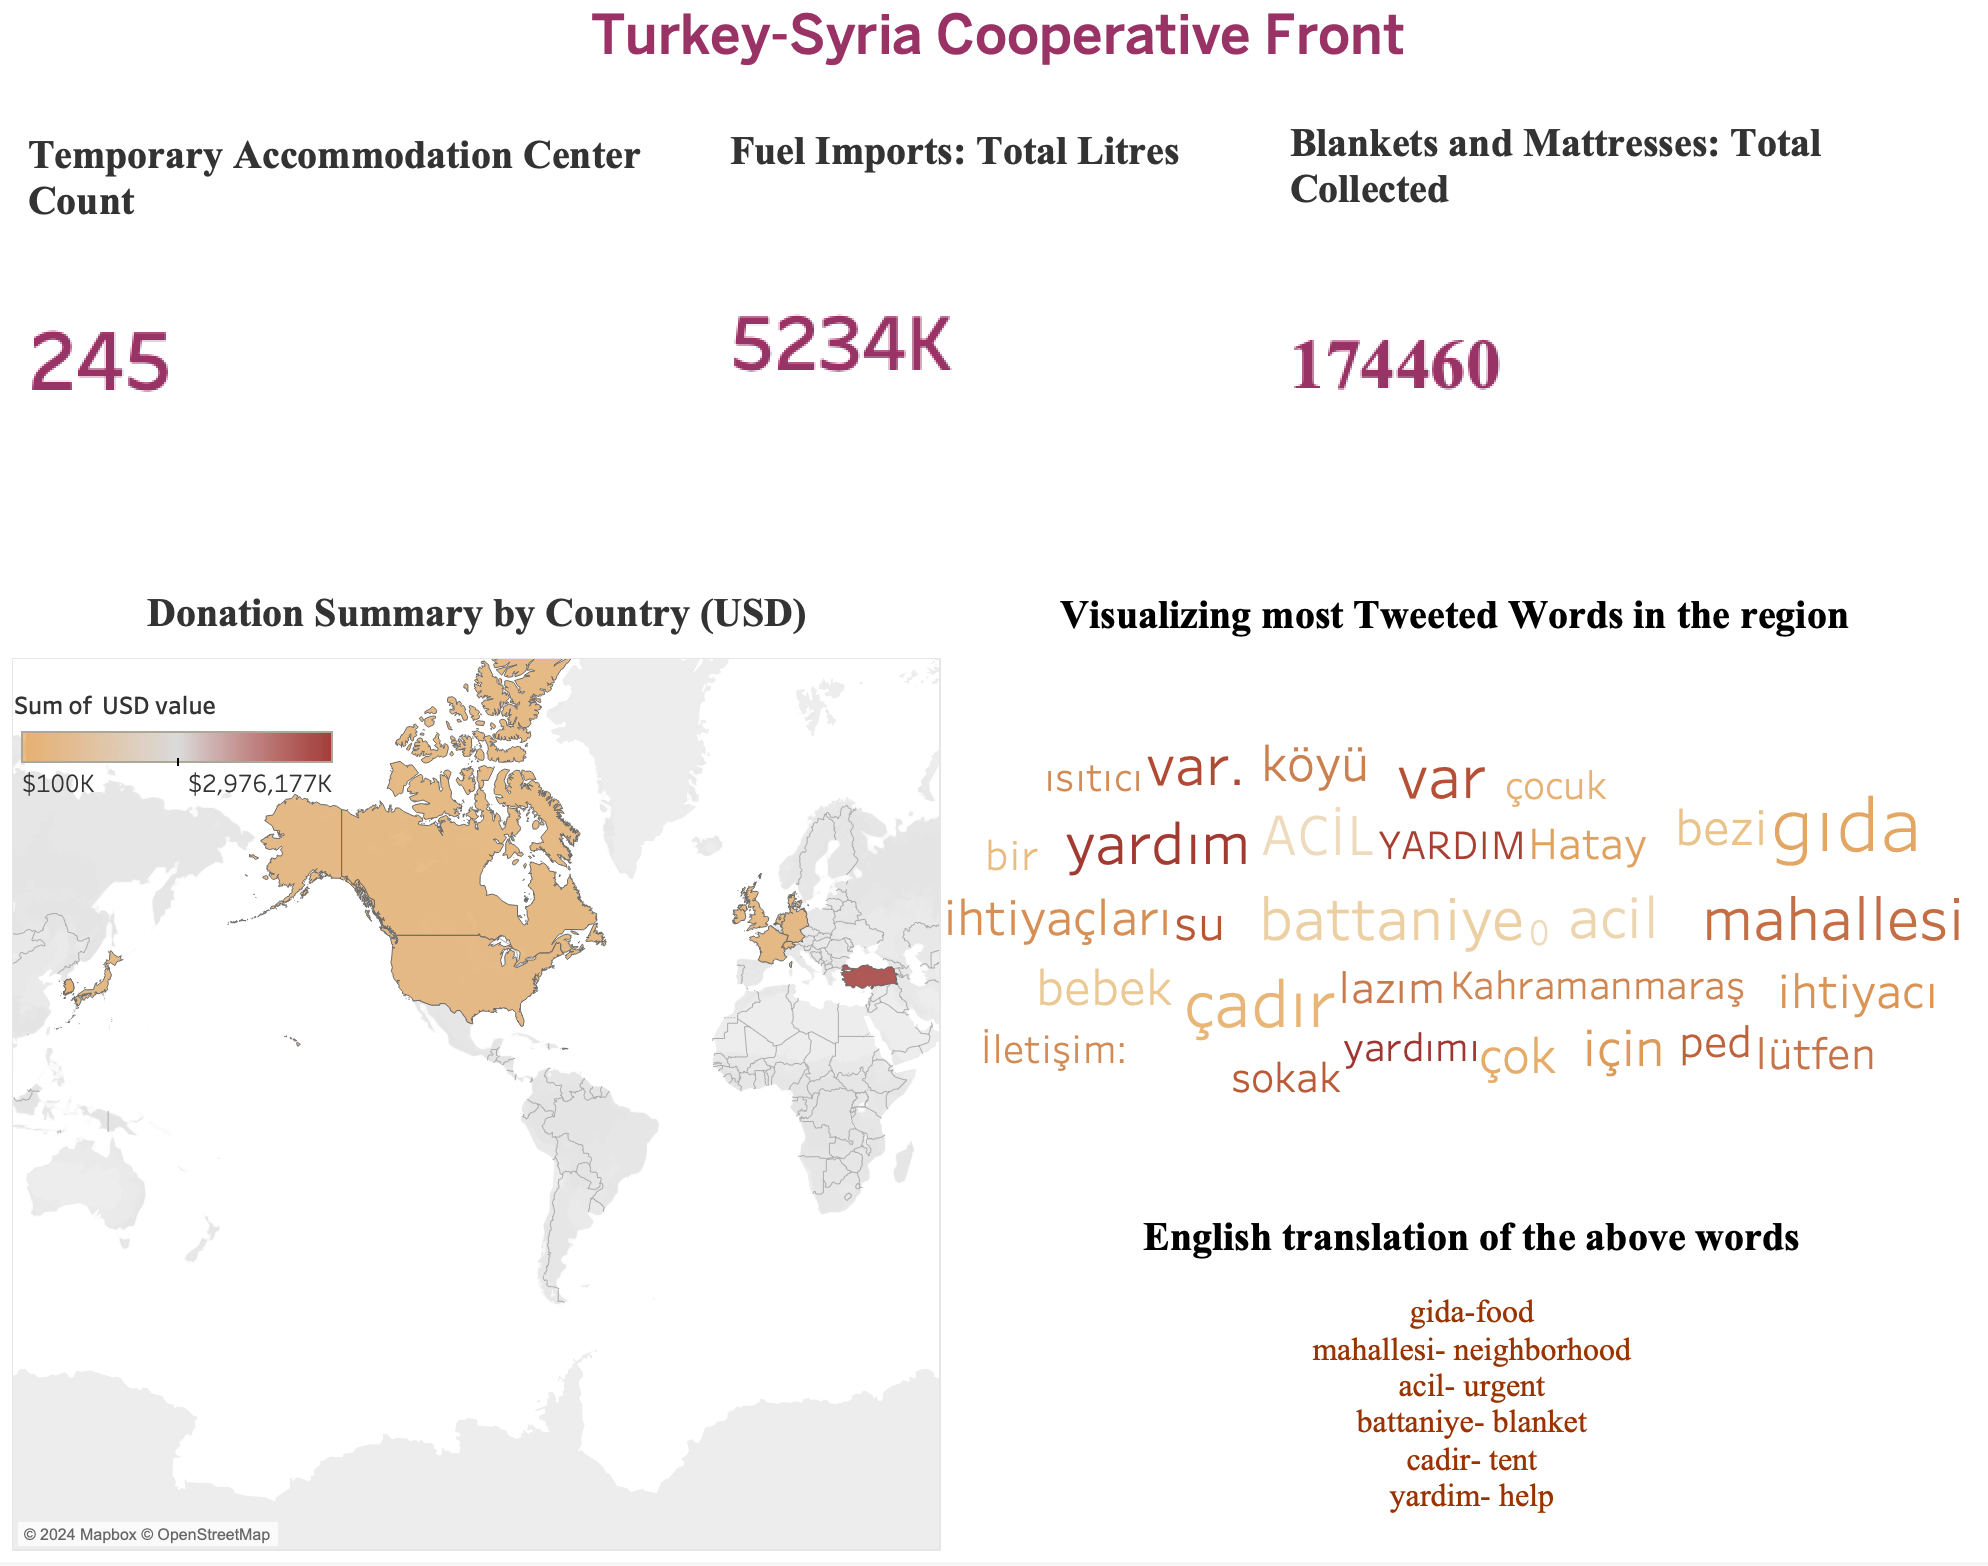 Turkey-Syria Cooperative Front
Temporary Accommodation Center
Count
245
Fuel Imports: Total Litres
5234K
Blankets and Mattresses: Total
Collected
174460
Donation Summary by Country (USD)
Sum of USD value
$100K $2,976,177K
© 2024 Mapbox © OpenStreetMap
Visualizing most Tweeted Words in the region
ısıtıcı var. köyü var çocuk
bir yardım ACİL YARDIM Hatay bezi gıda
ihtiyaçları su battaniye 0 acil mahallesi
bebek çadır lazım Kahramanmaraş ihtiyacı
İletişim: sokak yardımı çok için ped lütfen
English translation of the above words
gida-food
mahallesi- neighborhood
acil- urgent
battaniye- blanket
cadir- tent
yardim- help